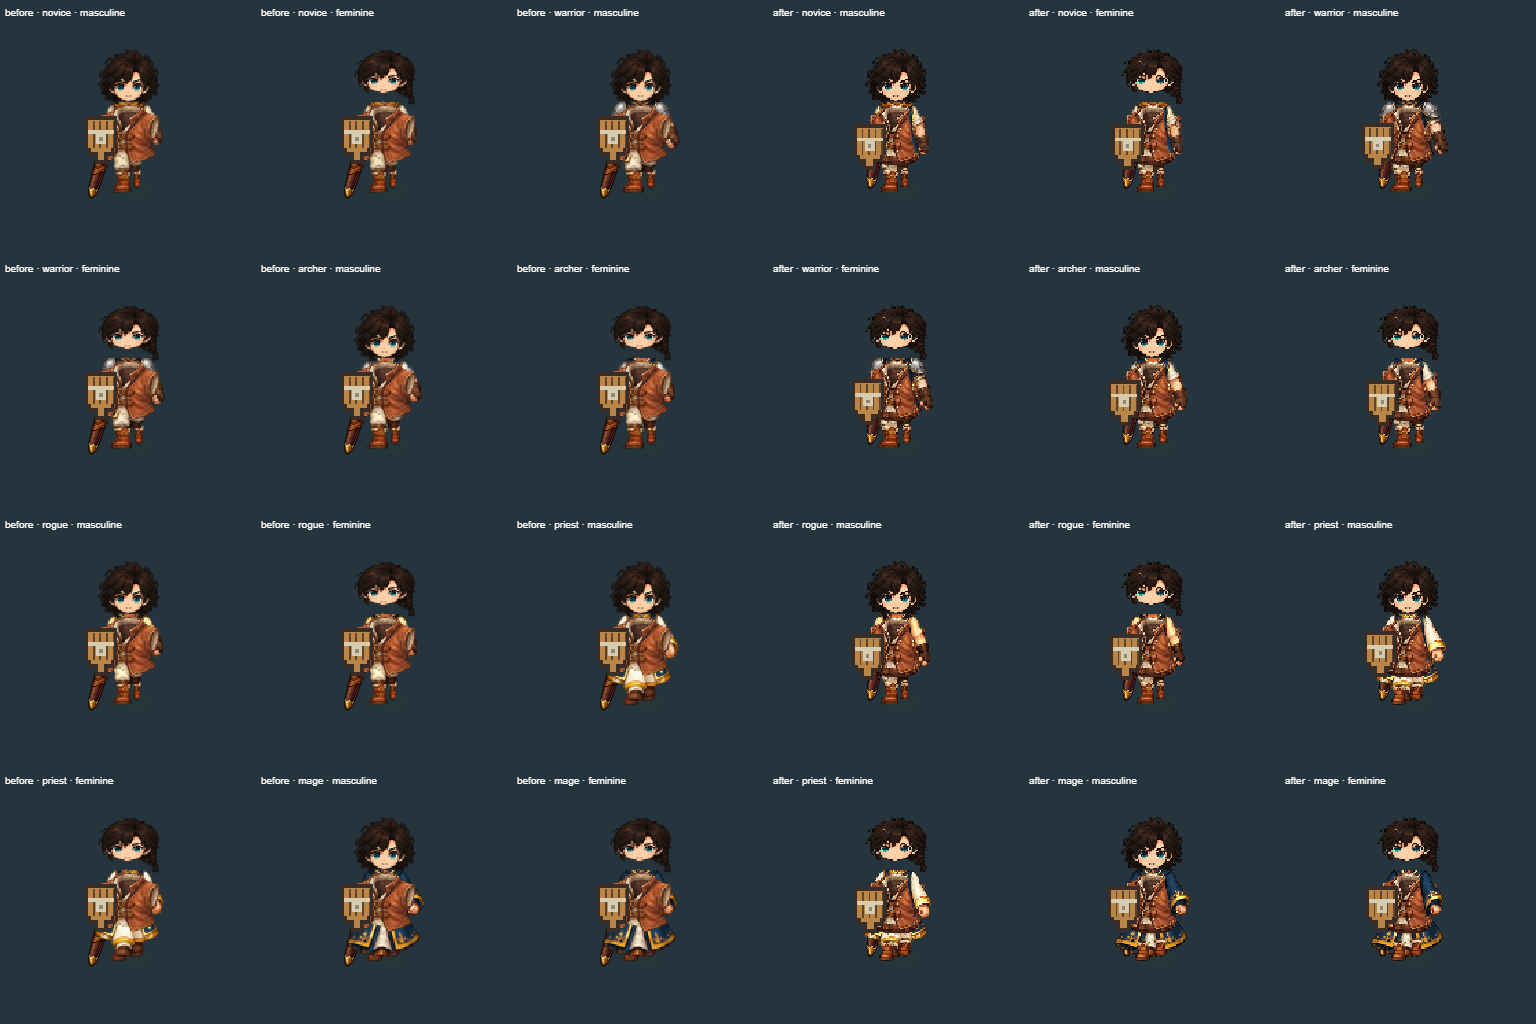 before · novice · masculine
before · novice · feminine
before · warrior · masculine
after · novice · masculine
after · novice · feminine
after · warrior · masculine
before · warrior · feminine
before · archer · masculine
before · archer · feminine
after · warrior · feminine
after · archer · masculine
after · archer · feminine
before · rogue · masculine
before · rogue · feminine
before · priest · masculine
after · rogue · masculine
after · rogue · feminine
after · priest · masculine
before · priest · feminine
before · mage · masculine
before · mage · feminine
after · priest · feminine
after · mage · masculine
after · mage · feminine